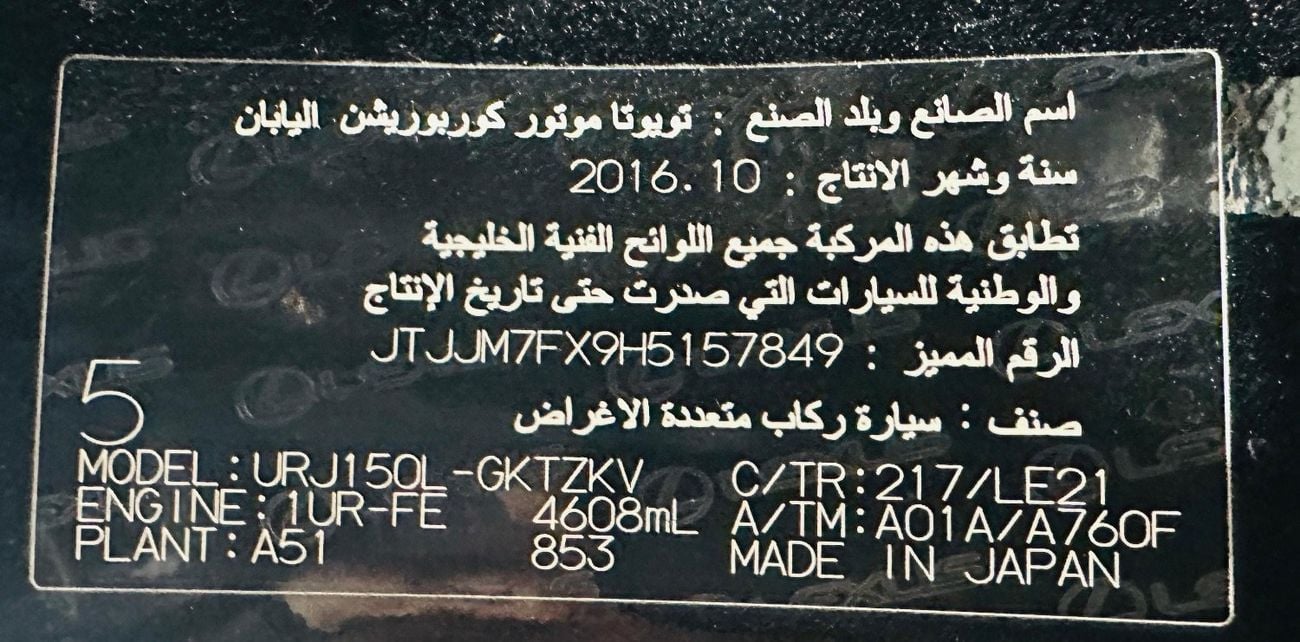 اسم الصانع وبلد الصنع : تويوتا موتور كوربوريشن اليابان
سنة وشهر الانتاج : 2016.10
تطابق هذه المركبة جميع اللوائح الفنية الخليجية
والوطنية للسيارات التي صدرت حتى تاريخ الإنتاج
الرقم المميز : JTJJM7FX9H5157849
صنف : سيارة ركاب متعددة الاغراض
5
MODEL:URJ150L-GKTZKV C/TR:217/LE21
ENGINE:1UR-FE 4608mL A/TM:A01A/A760F
PLANT:A51 853 MADE IN JAPAN